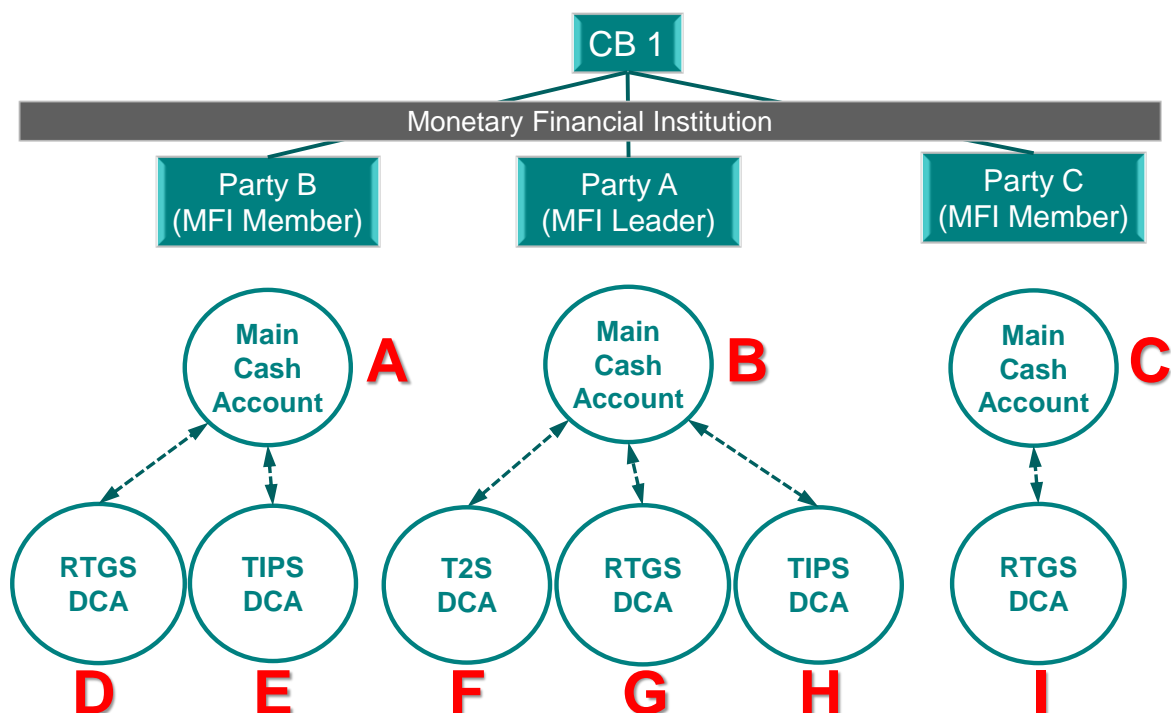 CB 1
Monetary Financial Institution
Party B
(MFI Member)
Party A
(MFI Leader)
Party C
(MFI Member)
Main
Cash
Account
A
Main
Cash
Account
B
Main
Cash
Account
C
RTGS
DCA
TIPS
DCA
T2S
DCA
RTGS
DCA
TIPS
DCA
RTGS
DCA
D
E
F
G
H
I